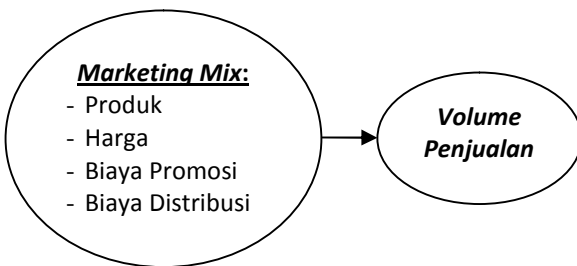 Marketing Mix:
- Produk
- Harga
- Biaya Promosi
- Biaya Distribusi
Volume
Penjualan